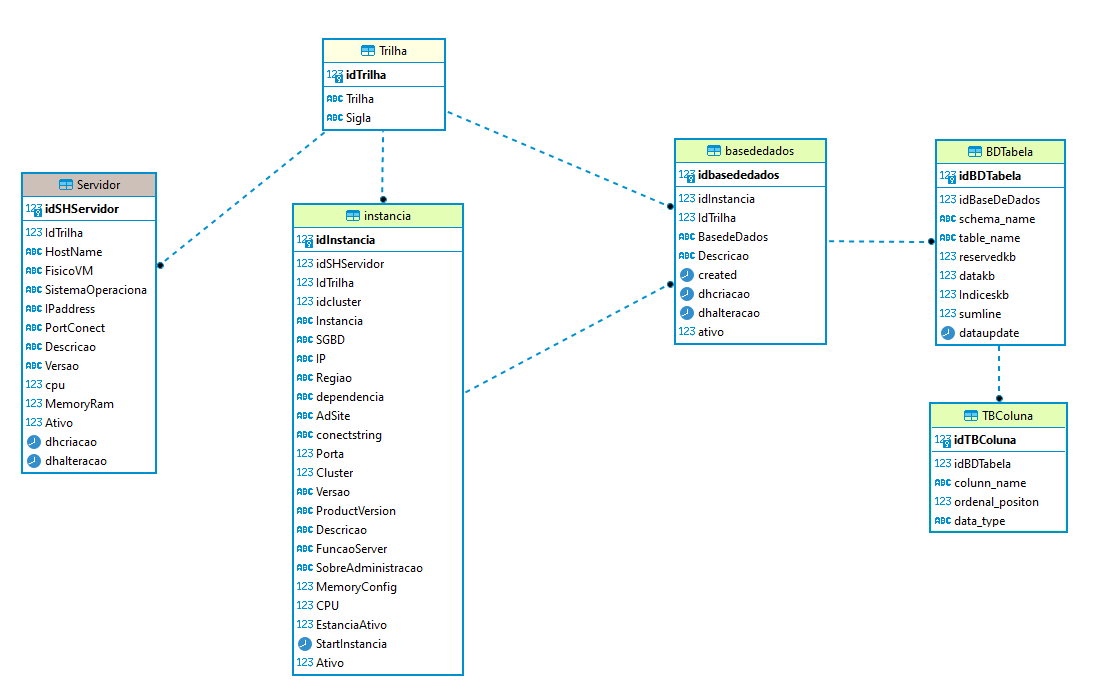 Trilha
123 idTrilha
ABC Trilha
ABC Sigla
Servidor
123 idSHServidor
123 IdTrilha
ABC HostName
ABC FisicoVM
ABC SistemaOperaciona
ABC IPaddress
ABC PortConect
ABC Descricao
ABC Versao
123 cpu
123 MemoryRam
123 Ativo
dhcriacao
dhalteracao
instancia
123 idInstancia
123 idSHServidor
123 IdTrilha
123 idcluster
ABC Instancia
ABC SGBD
ABC IP
ABC Regiao
ABC dependencia
ABC AdSite
ABC conectstring
123 Porta
123 Cluster
ABC Versao
ABC ProductVersion
ABC Descricao
ABC FuncaoServer
ABC SobreAdministracao
123 MemoryConfig
123 CPU
123 EstanciaAtivo
StartInstancia
123 Ativo
basededados
123 idbasededados
123 idInstancia
123 IdTrilha
ABC BasedeDados
ABC Descricao
created
dhcriacao
dhalteracao
123 ativo
BDTabela
123 idBDTabela
123 idBaseDeDados
ABC schema_name
ABC table_name
123 reservedkb
123 datakb
123 Indiceskb
123 sumline
dataupdate
TBColuna
123 idTBColuna
123 idBDTabela
ABC colunn_name
123 ordenal_positon
ABC data_type